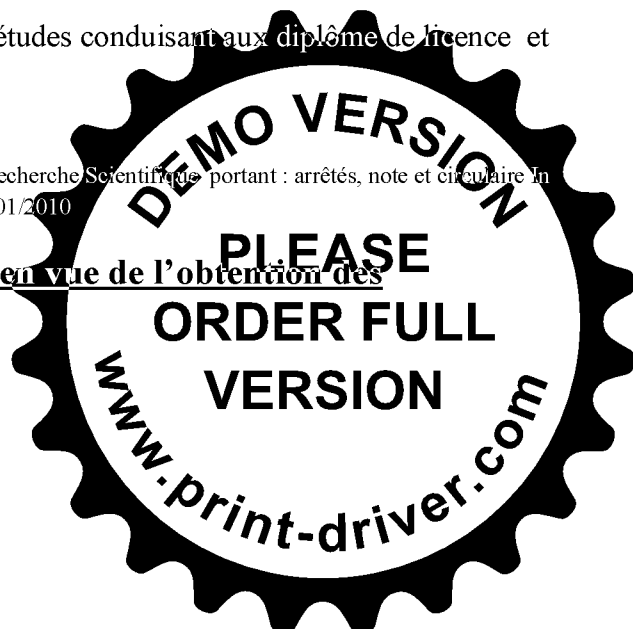 études conduisant aux diplôme de licence et
echerche Scientifique portant : arrêtés, note et circulaire In
01/2010
en vue de l’obtention des
DEMO VERSION
PLEASE
ORDER FULL
VERSION
www.print-driver.com